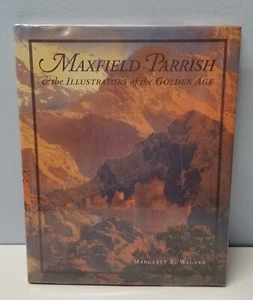 MAXFIELD PARRISH
& the ILLUSTRATORS of the GOLDEN AGE
MARGARET E. WAGNER